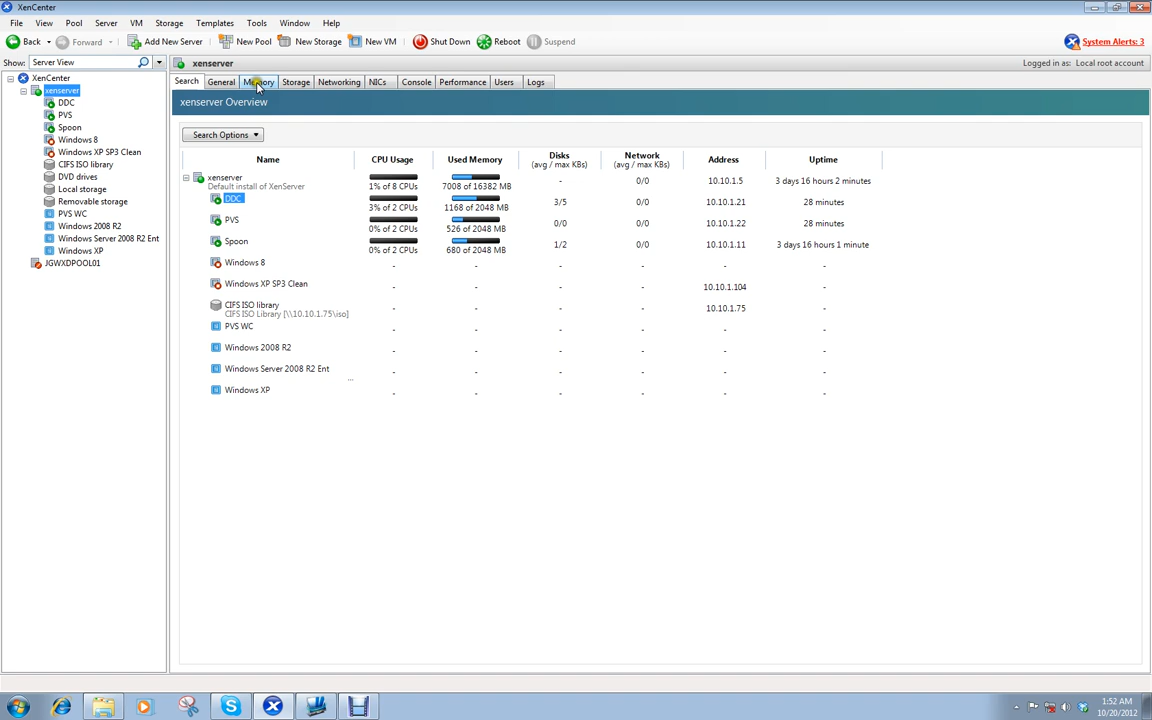 XenCenter
File View Pool Server VM Storage Templates Tools Window Help
Back Forward Add New Server New Pool New Storage New VM Shut Down Reboot Suspend System Alerts: 3
Show: Server View
xenserver Logged in as: Local root account
XenCenter
xenserver
DDC
PVS
Spoon
Windows 8
Windows XP SP3 Clean
CIFS ISO library
DVD drives
Local storage
Removable storage
PVS WC
Windows 2008 R2
Windows Server 2008 R2 Ent
Windows XP
JGWXDPOOL01
Search General Memory Storage Networking NICs Console Performance Users Logs
xenserver Overview
Search Options
Name CPU Usage Used Memory Disks (avg / max KBs) Network (avg / max KBs) Address Uptime
xenserver
Default install of XenServer 1% of 8 CPUs 7008 of 16382 MB - 0/0 10.10.1.5 3 days 16 hours 2 minutes
DDC 3% of 2 CPUs 1168 of 2048 MB 3/5 0/0 10.10.1.21 28 minutes
PVS 0% of 2 CPUs 526 of 2048 MB 0/0 0/0 10.10.1.22 28 minutes
Spoon 0% of 2 CPUs 680 of 2048 MB 1/2 0/0 10.10.1.11 3 days 16 hours 1 minute
Windows 8 - - - - - -
Windows XP SP3 Clean - - - - 10.10.1.104 -
CIFS ISO library
CIFS ISO Library [\\10.10.1.75\iso] - - - - 10.10.1.75 -
PVS WC - - - - - -
Windows 2008 R2 - - - - - -
Windows Server 2008 R2 Ent
... - - - - - -
Windows XP - - - - - -
1:52 AM
10/20/2012